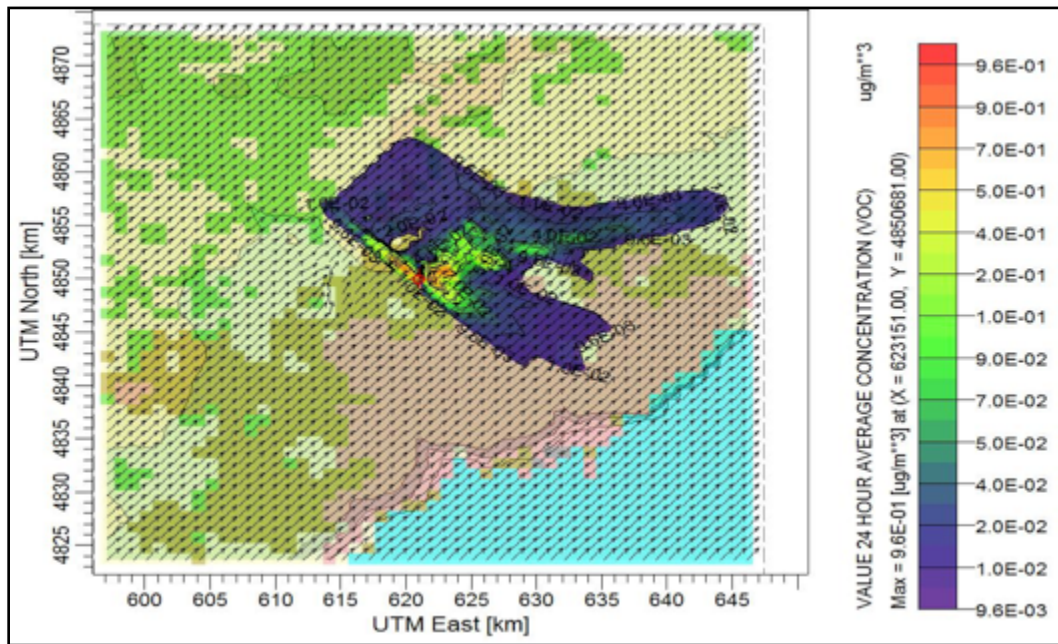 4870
4865
4860
4855
4850
4845
4840
4835
4830
4825
UTM North [km]
600 605 610 615 620 625 630 635 640 645
UTM East [km]
VALUE 24 HOUR AVERAGE CONCENTRATION (VOC) ug/m**3
Max = 9.6E-01 [ug/m**3] at (X = 623151.00, Y = 4850681.00)
9.6E-01
9.0E-01
7.0E-01
5.0E-01
4.0E-01
2.0E-01
1.0E-01
9.0E-02
7.0E-02
5.0E-02
4.0E-02
2.0E-02
1.0E-02
9.6E-03